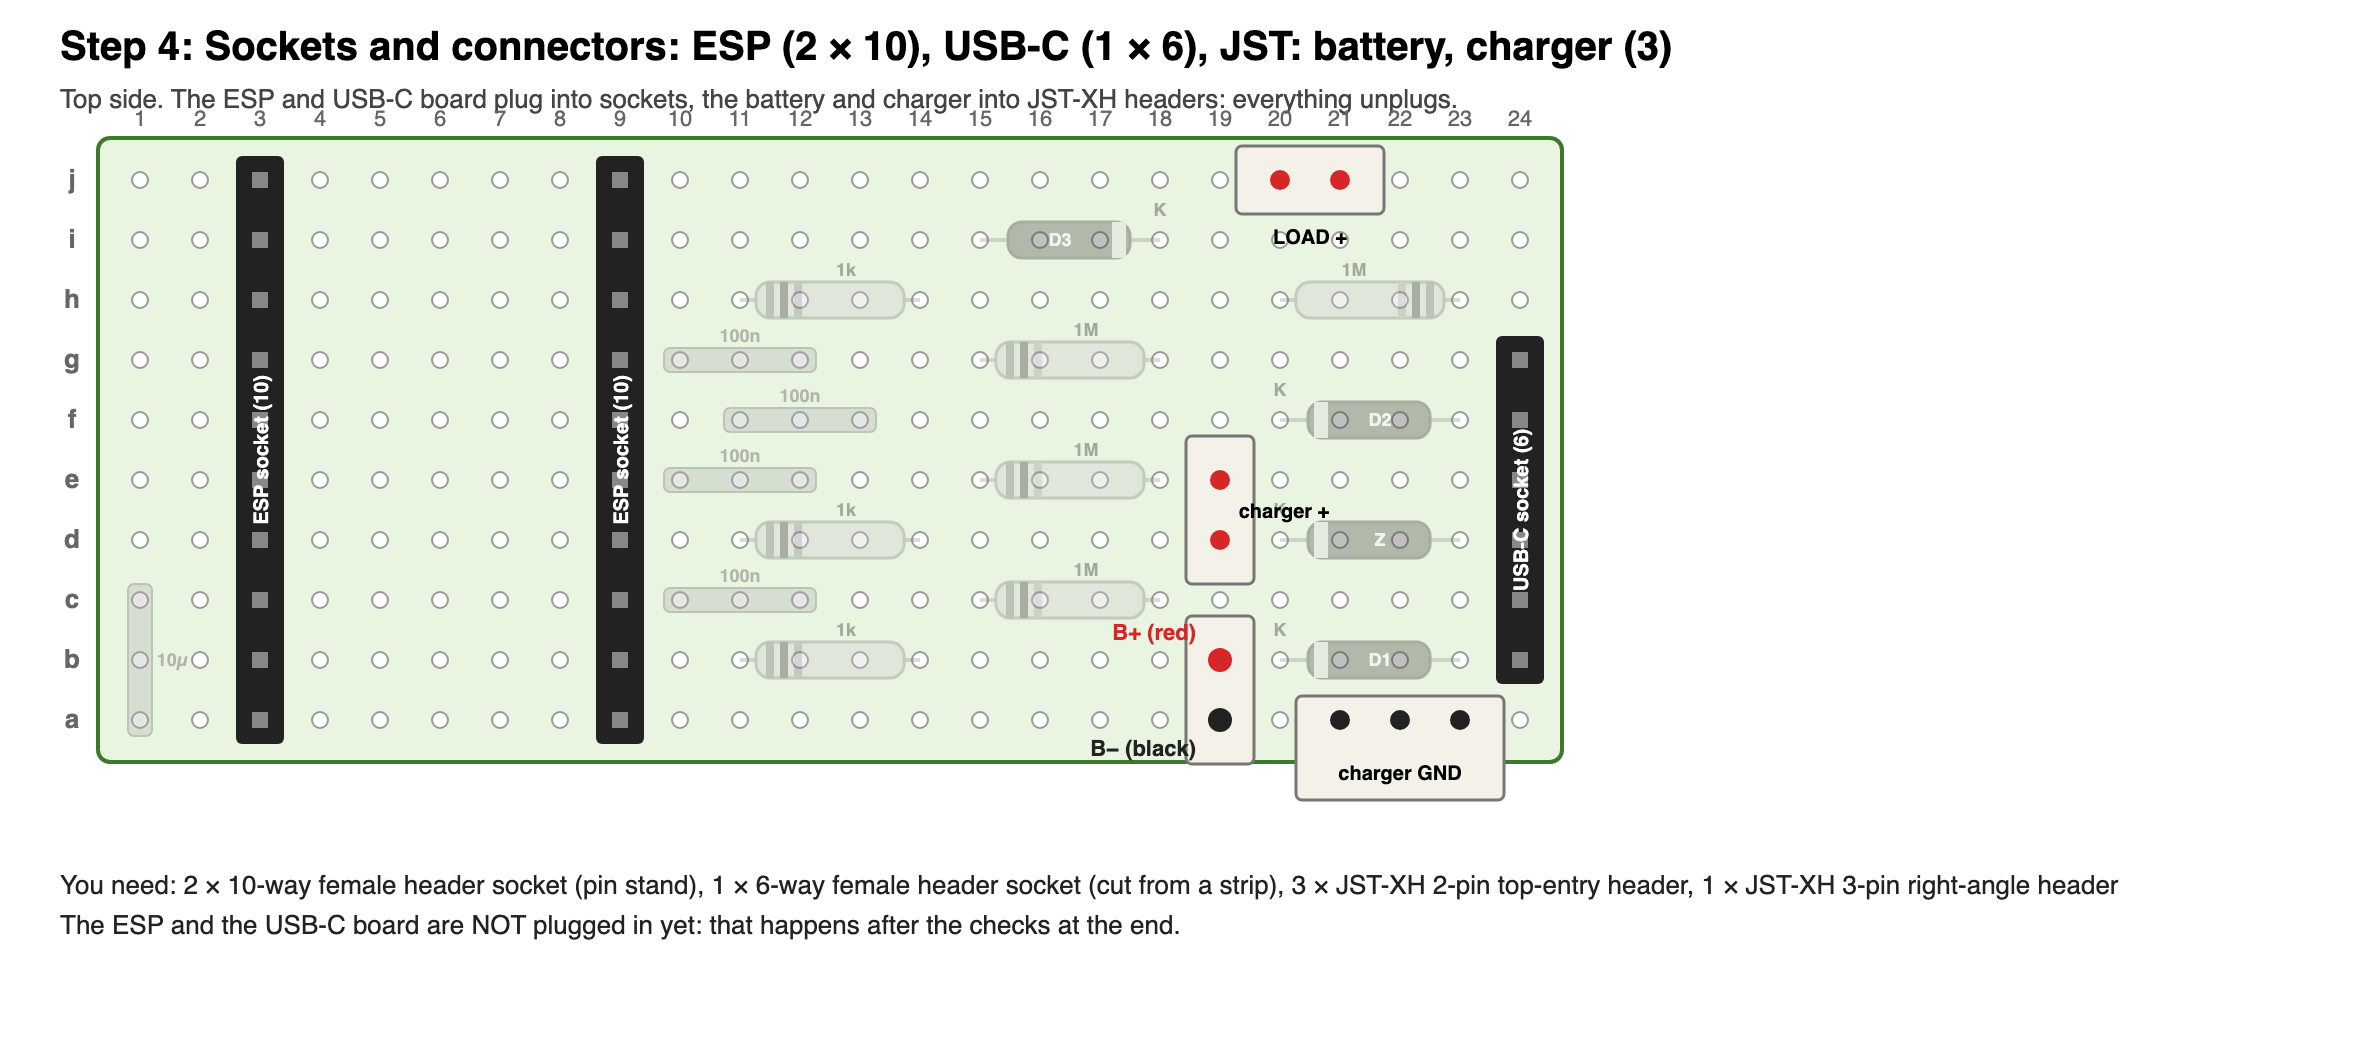 Step 4: Sockets and connectors: ESP (2 × 10), USB-C (1 × 6), JST: battery, charger (3)
Top side. The ESP and USB-C board plug into sockets, the battery and charger into JST-XH headers: everything unplugs.
1 2 3 4 5 6 7 8 9 10 11 12 13 14 15 16 17 18 19 20 21 22 23 24
j
K
i D3 LOAD +
1k 1M
h
100n 1M
g
ESP socket (10) ESP socket (10) 100n K
f D2 USB-C socket (6)
100n 1M
e
1k charger + K
d Z
100n 1M
c
1k B+ (red) K
b 10µ D1
a
B− (black)
charger GND
You need: 2 × 10-way female header socket (pin stand), 1 × 6-way female header socket (cut from a strip), 3 × JST-XH 2-pin top-entry header, 1 × JST-XH 3-pin right-angle header
The ESP and the USB-C board are NOT plugged in yet: that happens after the checks at the end.